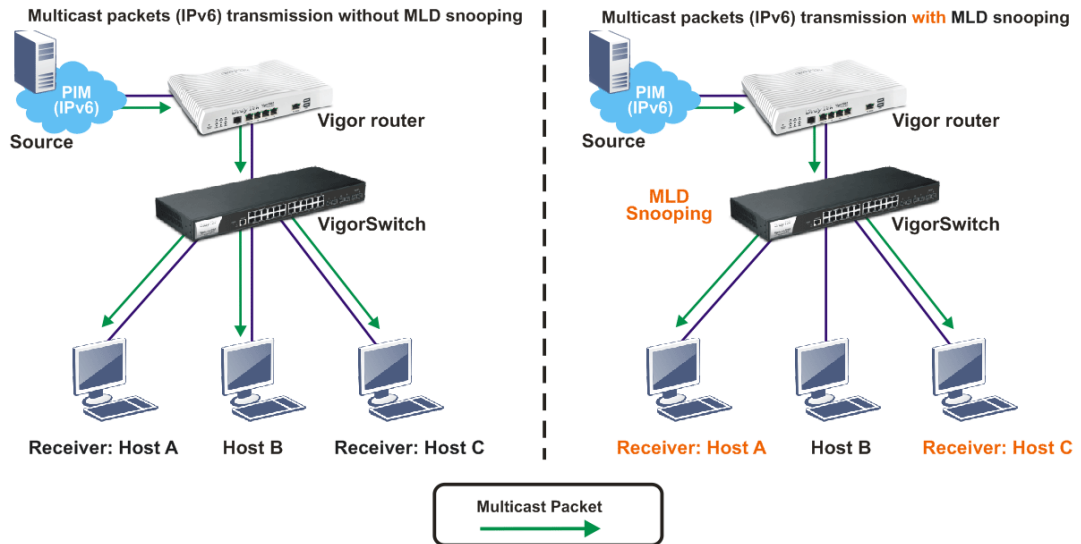 Multicast packets (IPv6) transmission without MLD snooping
PIM
(IPv6)
Source
Vigor router
VigorSwitch
Receiver: Host A
Host B
Receiver: Host C
Multicast packets (IPv6) transmission with MLD snooping
PIM
(IPv6)
Source
Vigor router
MLD
Snooping
VigorSwitch
Receiver: Host A
Host B
Receiver: Host C
Multicast Packet